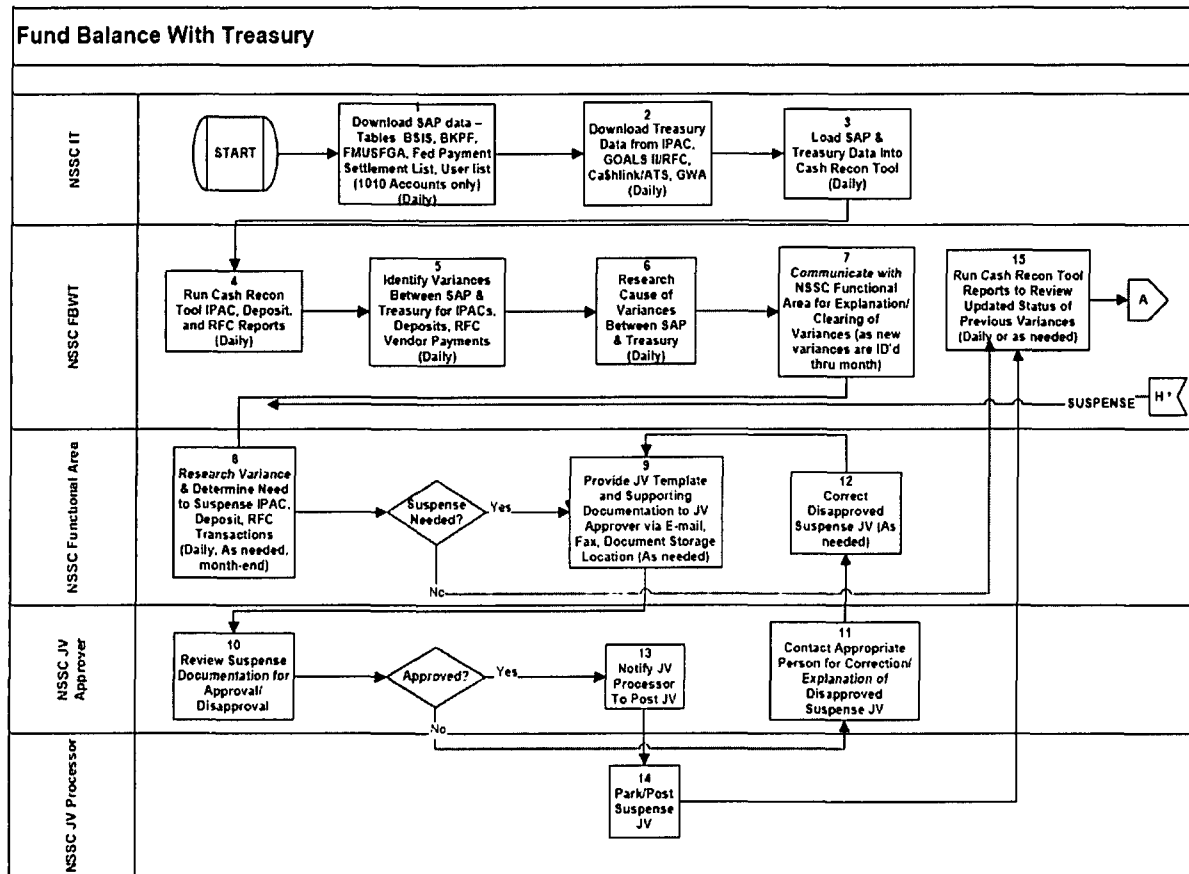 Fund Balance With Treasury
NSSC IT
START
1
Download SAP data –
Tables BSIS, BKPF,
FMUSFGA, Fed Payment
Settlement List, User list
(1010 Accounts only)
(Daily)
2
Download Treasury
Data from IPAC,
GOALS II/RFC,
Ca$hlink/ATS, GWA
(Daily)
3
Load SAP &
Treasury Data Into
Cash Recon Tool
(Daily)
NSSC FBWT
4
Run Cash Recon
Tool IPAC, Deposit,
and RFC Reports
(Daily)
5
Identify Variances
Between SAP &
Treasury for IPACs,
Deposits, RFC
Vendor Payments
(Daily)
6
Research
Cause of
Variances
Between SAP
& Treasury
(Daily)
7
Communicate with
NSSC Functional
Area for Explanation/
Clearing of
Variances (as new
variances are ID'd
thru month)
15
Run Cash Recon Tool
Reports to Review
Updated Status of
Previous Variances
(Daily or as needed)
A
SUSPENSE
H'
NSSC Functional Area
8
Research Variance
& Determine Need
to Suspense IPAC,
Deposit, RFC
Transactions
(Daily, As needed,
month-end)
Suspense
Needed?
Yes
No
9
Provide JV Template
and Supporting
Documentation to JV
Approver via E-mail,
Fax, Document Storage
Location (As needed)
12
Correct
Disapproved
Suspense JV (As
needed)
NSSC JV
Approver
10
Review Suspense
Documentation for
Approval/
Disapproval
Approved?
Yes
No
13
Notify JV
Processor
To Post JV
11
Contact Appropriate
Person for Correction/
Explanation of
Disapproved
Suspense JV
NSSC JV Processor
14
Park/Post
Suspense
JV